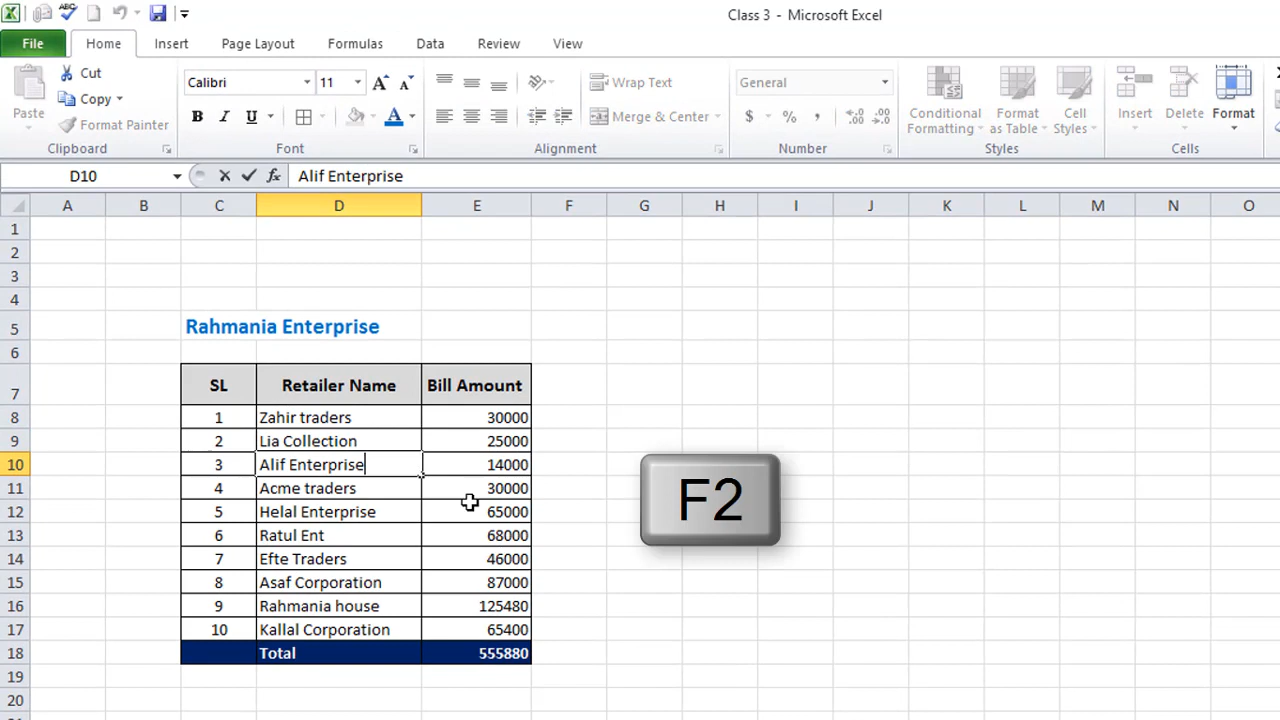 Class 3 - Microsoft Excel
File Home Insert Page Layout Formulas Data Review View
Cut
Calibri 11 A A Wrap Text General
Copy
Paste
Format Painter
B I U A Merge & Center $ % ,
Conditional Formatting Format as Table Cell Styles Insert Delete Format
Clipboard Font Alignment Number Styles Cells
D10 fx Alif Enterprise
A B C D E F G H I J K L M N O
1
2
3
4
5 Rahmania Enterprise
6
7 SL Retailer Name Bill Amount
8 1 Zahir traders 30000
9 2 Lia Collection 25000
10 3 Alif Enterprise 14000
11 4 Acme traders 30000
12 5 Helal Enterprise 65000
13 6 Ratul Ent 68000
14 7 Efte Traders 46000
15 8 Asaf Corporation 87000
16 9 Rahmania house 125480
17 10 Kallal Corporation 65400
18 Total 555880
19
20
F2